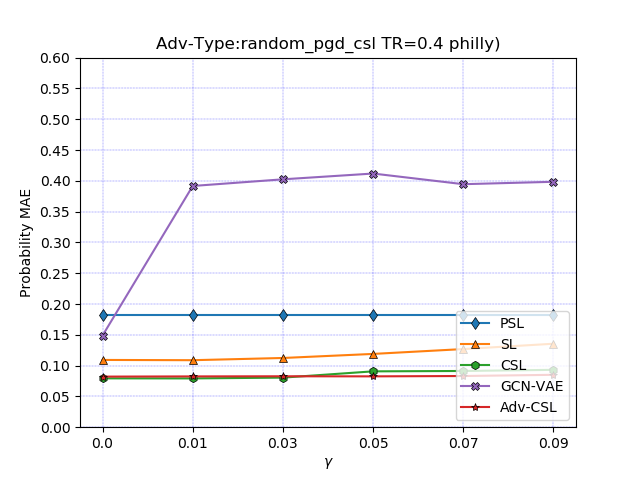 Adv-Type:random_pgd_csl TR=0.4 philly)
0.60
0.55
0.50
0.45
0.40
0.35
0.30
0.25
0.20
0.15
0.10
0.05
0.00
Probability MAE
PSL
SL
CSL
GCN-VAE
Adv-CSL
0.0 0.01 0.03 0.05 0.07 0.09
γ